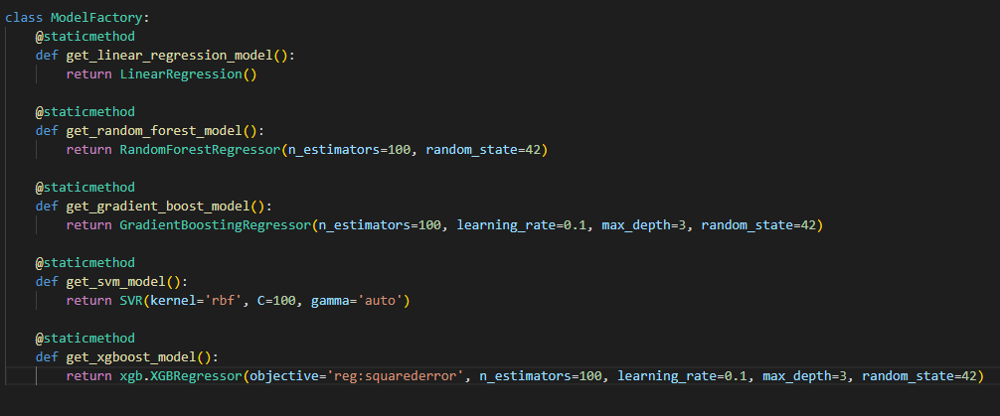 class ModelFactory:
    @staticmethod
    def get_linear_regression_model():
        return LinearRegression()

    @staticmethod
    def get_random_forest_model():
        return RandomForestRegressor(n_estimators=100, random_state=42)

    @staticmethod
    def get_gradient_boost_model():
        return GradientBoostingRegressor(n_estimators=100, learning_rate=0.1, max_depth=3, random_state=42)

    @staticmethod
    def get_svm_model():
        return SVR(kernel='rbf', C=100, gamma='auto')

    @staticmethod
    def get_xgboost_model():
        return xgb.XGBRegressor(objective='reg:squarederror', n_estimators=100, learning_rate=0.1, max_depth=3, random_state=42)